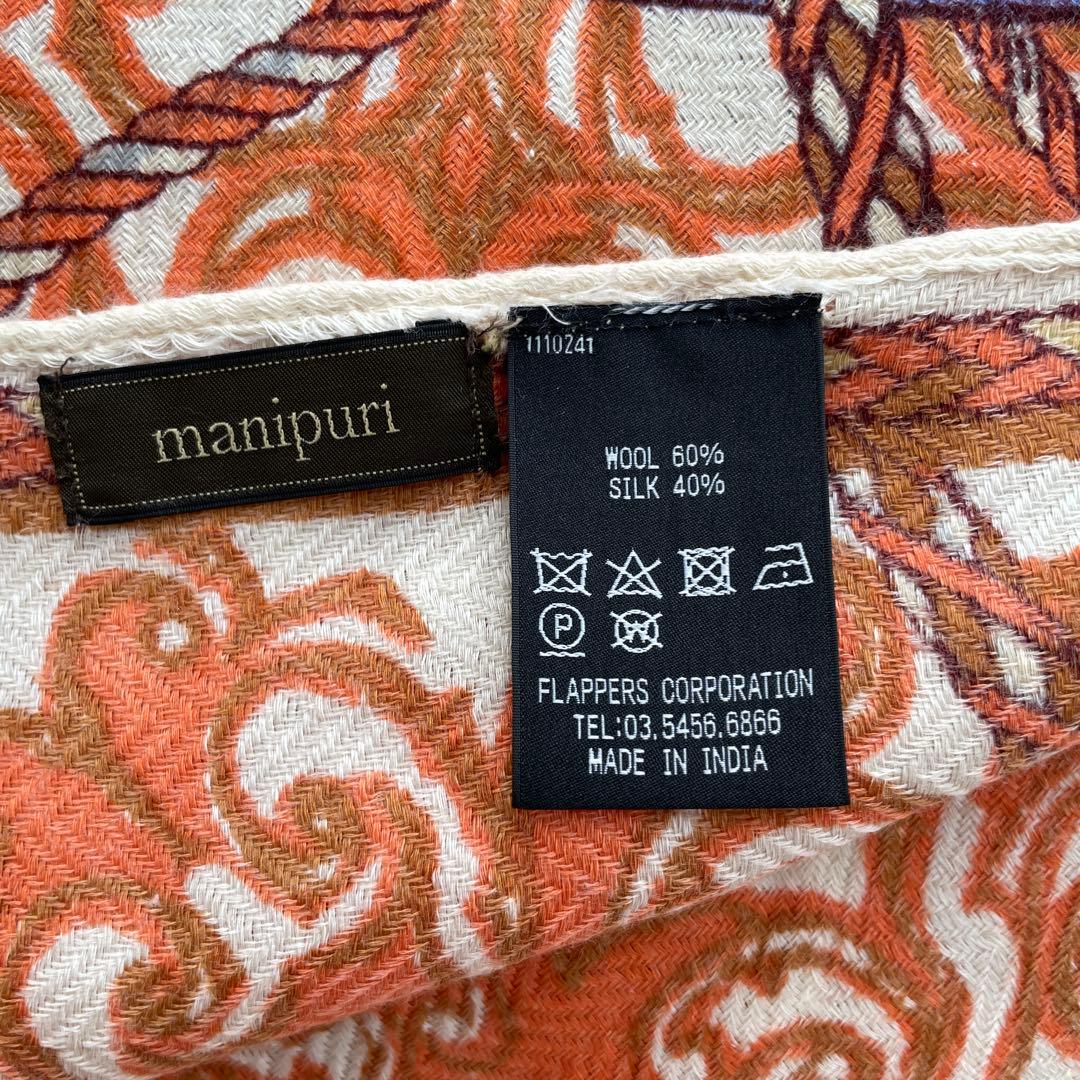 manipuri
1110241
WOOL 60%
SILK 40%
P
W
FLAPPERS CORPORATION
TEL:03.5456.6866
MADE IN INDIA